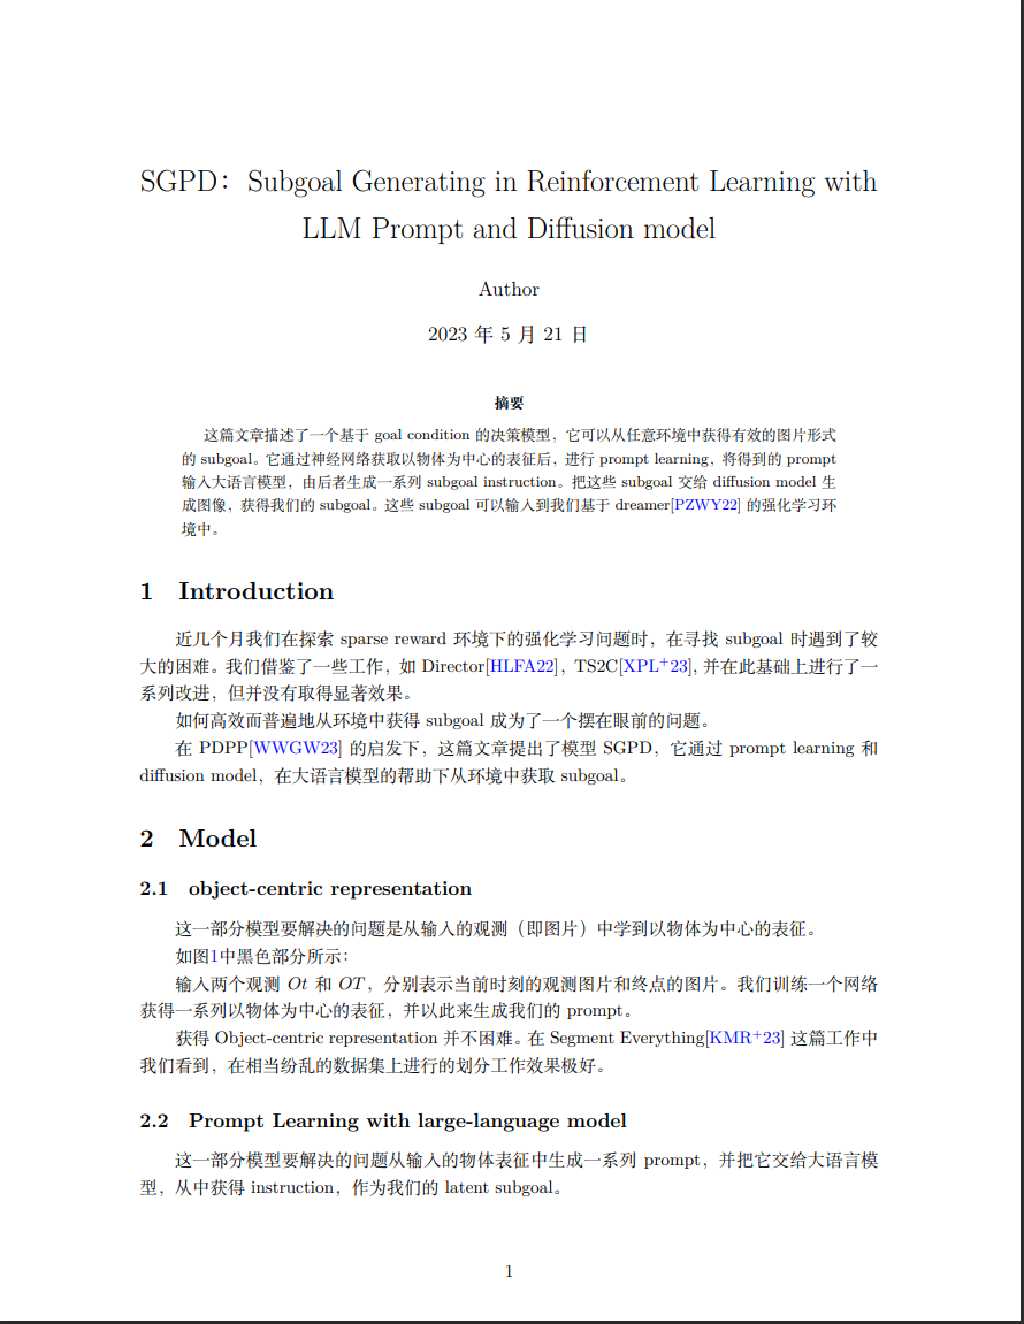 SGPD：Subgoal Generating in Reinforcement Learning with
LLM Prompt and Diffusion model
Author
2023 年 5 月 21 日
摘要
这篇文章描述了一个基于 goal condition 的决策模型，它可以从任意环境中获得有效的图片形式
的 subgoal。它通过神经网络获取以物体为中心的表征后，进行 prompt learning，将得到的 prompt
输入大语言模型，由后者生成一系列 subgoal instruction。把这些 subgoal 交给 diffusion model 生
成图像，获得我们的 subgoal。这些 subgoal 可以输入到我们基于 dreamer[PZWY22] 的强化学习环
境中。
1 Introduction
近几个月我们在探索 sparse reward 环境下的强化学习问题时，在寻找 subgoal 时遇到了较
大的困难。我们借鉴了一些工作，如 Director[HLFA22]，TS2C[XPL+23]，并在此基础上进行了一
系列改进，但并没有取得显著效果。
如何高效而普遍地从环境中获得 subgoal 成为了一个摆在眼前的问题。
在 PDPP[WWGW23] 的启发下，这篇文章提出了模型 SGPD，它通过 prompt learning 和
diffusion model，在大语言模型的帮助下从环境中获取 subgoal。
2 Model
2.1 object-centric representation
这一部分模型要解决的问题是从输入的观测（即图片）中学到以物体为中心的表征。
如图1中黑色部分所示：
输入两个观测 Ot 和 OT，分别表示当前时刻的观测图片和终点的图片。我们训练一个网络
获得一系列以物体为中心的表征，并以此来生成我们的 prompt。
获得 Object-centric representation 并不困难。在 Segment Everything[KMR+23] 这篇工作中
我们看到，在相当纷乱的数据集上进行的划分工作效果极好。
2.2 Prompt Learning with large-language model
这一部分模型要解决的问题从输入的物体表征中生成一系列 prompt，并把它交给大语言模
型，从中获得 instruction，作为我们的 latent subgoal。
1